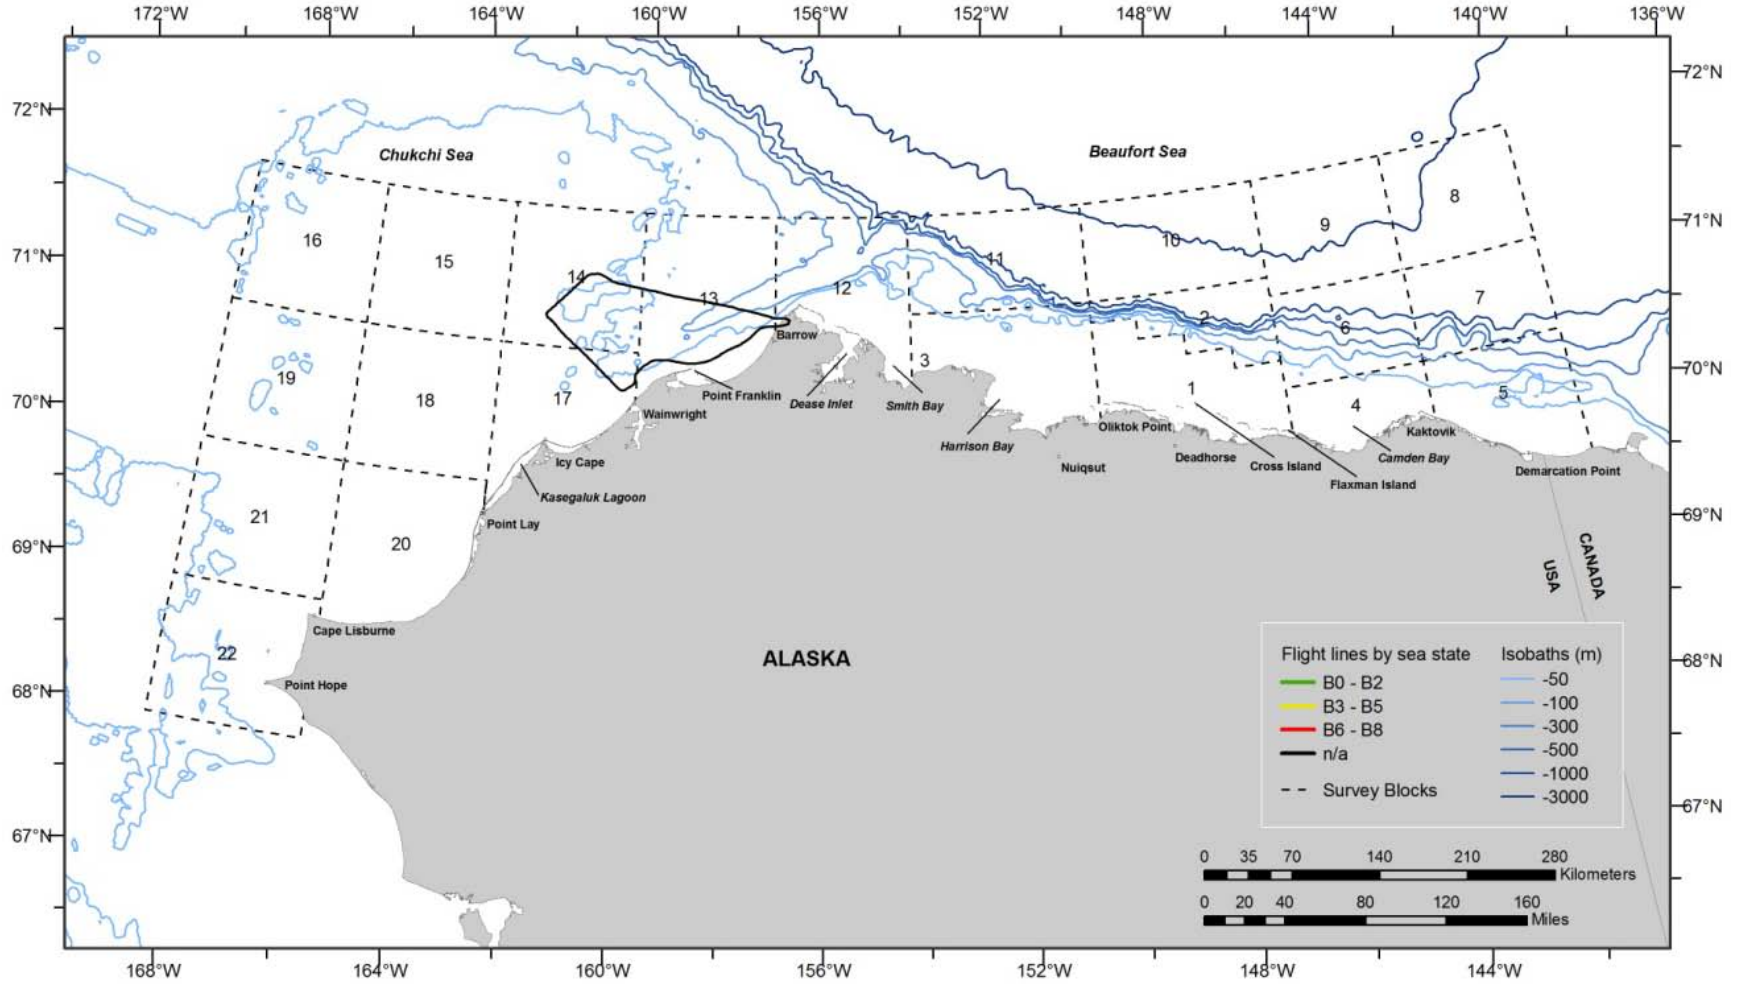 172°W 168°W 164°W 160°W 156°W 152°W 148°W 144°W 140°W 136°W
72°N
72°N
Chukchi Sea
Beaufort Sea
8
9
71°N
16
10
15
71°N
11
14
12
13
7
2
6
Barrow
70°N
3
19
1
5
Point Franklin
70°N
18
17
Dease Inlet
Smith Bay
4
Wainwright
Oliktok Point
Kaktovik
Harrison Bay
Icy Cape
Nuiqsut
Deadhorse
Cross Island
Camden Bay
Demarcation Point
Flaxman Island
Kasegaluk Lagoon
21
69°N
Point Lay
69°N
20
USA
CANADA
Cape Lisburne
22
ALASKA
68°N
Point Hope
68°N
Flight lines by sea state
B0 - B2
B3 - B5
B6 - B8
n/a
Survey Blocks
Isobaths (m)
-50
-100
-300
-500
-1000
-3000
67°N
67°N
0 35 70 140 210 280
Kilometers
0 20 40 80 120 160
Miles
168°W 164°W 160°W 156°W 152°W 148°W 144°W